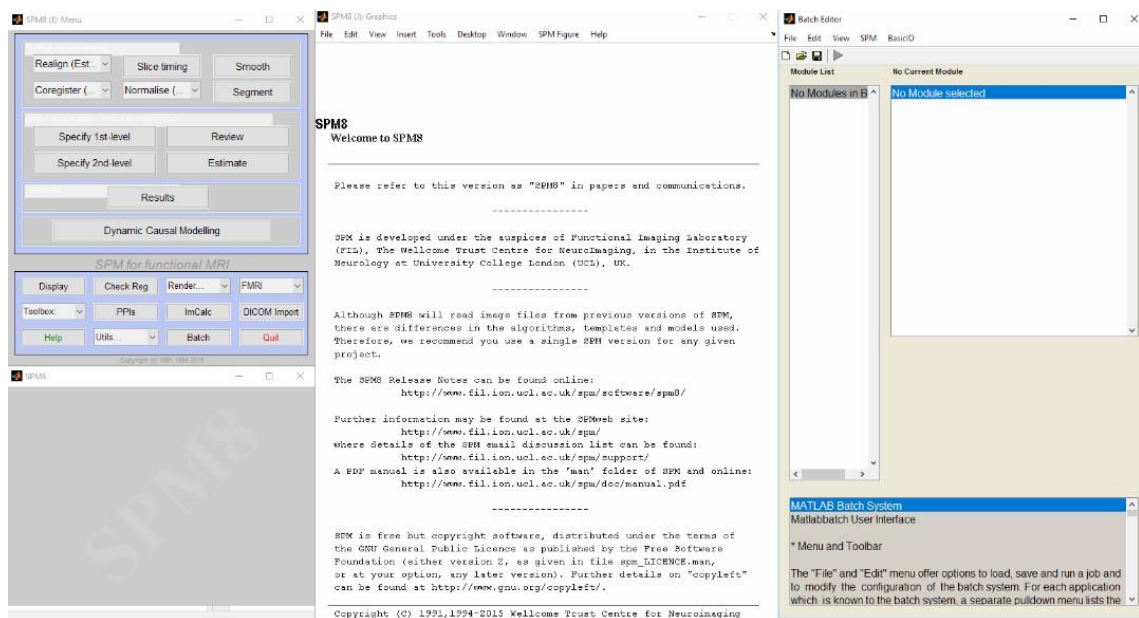 SPM8 (J): Menu
Realign (Est...
Slice timing
Smooth
Coregister (...
Normalise (...
Segment
Specify 1st-level
Review
Specify 2nd-level
Estimate
Results
Dynamic Causal Modelling
SPM for functional MRI
Display
Check Reg
Render...
FMRI
Toolbox:
PPIs
ImCalc
DICOM Import
Help
Utils...
Batch
Quit
Copyright (c) 1991,1994-2015
SPM8
SPM8
SPM8 (J): Graphics
File Edit View Insert Tools Desktop Window SPM Figure Help
SPM8
Welcome to SPM8
Please refer to this version as "SPM8" in papers and communications.
----------------
SPM is developed under the auspices of Functional Imaging Laboratory
(FIL), The Wellcome Trust Centre for NeuroImaging, in the Institute of
Neurology at University College London (UCL), UK.
----------------
Although SPM8 will read image files from previous versions of SPM,
there are differences in the algorithms, templates and models used.
Therefore, we recommend you use a single SPM version for any given
project.
The SPM8 Release Notes can be found online:
http://www.fil.ion.ucl.ac.uk/spm/software/spm8/
Further information may be found at the SPMweb site:
http://www.fil.ion.ucl.ac.uk/spm/
where details of the SPM email discussion list can be found:
http://www.fil.ion.ucl.ac.uk/spm/support/
A PDF manual is also available in the 'man' folder of SPM and online:
http://www.fil.ion.ucl.ac.uk/spm/doc/manual.pdf
----------------
SPM is free but copyright software, distributed under the terms of
the GNU General Public Licence as published by the Free Software
Foundation (either version 2, as given in file spm_LICENCE.man,
or at your option, any later version). Further details on "copyleft"
can be found at http://www.gnu.org/copyleft/.
Copyright (C) 1991,1994-2015 Wellcome Trust Centre for Neuroimaging
Batch Editor
File Edit View SPM BasicIO
Module List
No Current Module
No Modules in B
No Module selected
MATLAB Batch System
Matlabbatch User Interface
* Menu and Toolbar
The "File" and "Edit" menu offer options to load, save and run a job and
to modify the configuration of the batch system. For each application
which is known to the batch system, a separate pulldown menu lists the